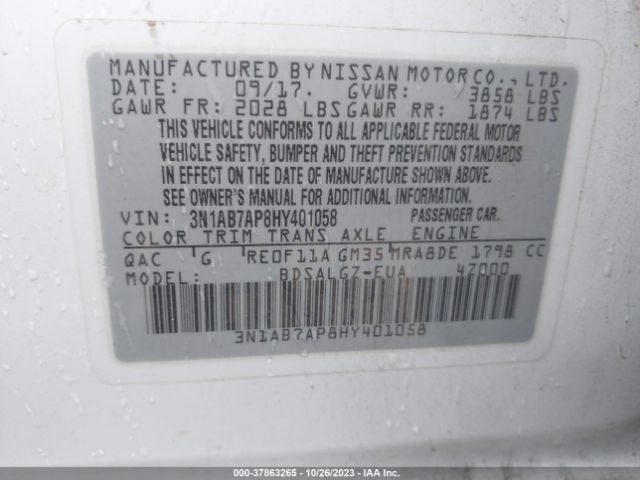 MANUFACTURED BY NISSAN MOTOR CO., LTD.
DATE: 09/17. GVWR: 3858 LBS
GAWR FR: 2028 LBS GAWR RR: 1874 LBS
THIS VEHICLE CONFORMS TO ALL APPLICABLE FEDERAL MOTOR
VEHICLE SAFETY, BUMPER AND THEFT PREVENTION STANDARDS
IN EFFECT ON THE DATE OF MANUFACTURE SHOWN ABOVE.
SEE OWNER'S MANUAL FOR ADDITIONAL INFORMATION.
VIN: 3N1AB7AP8HY401058 PASSENGER CAR.
COLOR TRIM TRANS AXLE ENGINE
QAC G RE0F11A GM35 MRA8DE 1798 CC
MODEL: BDSALGZ-EUA 47000
3N1AB7AP8HY401058
000-37863265 - 10/26/2023 - IAA